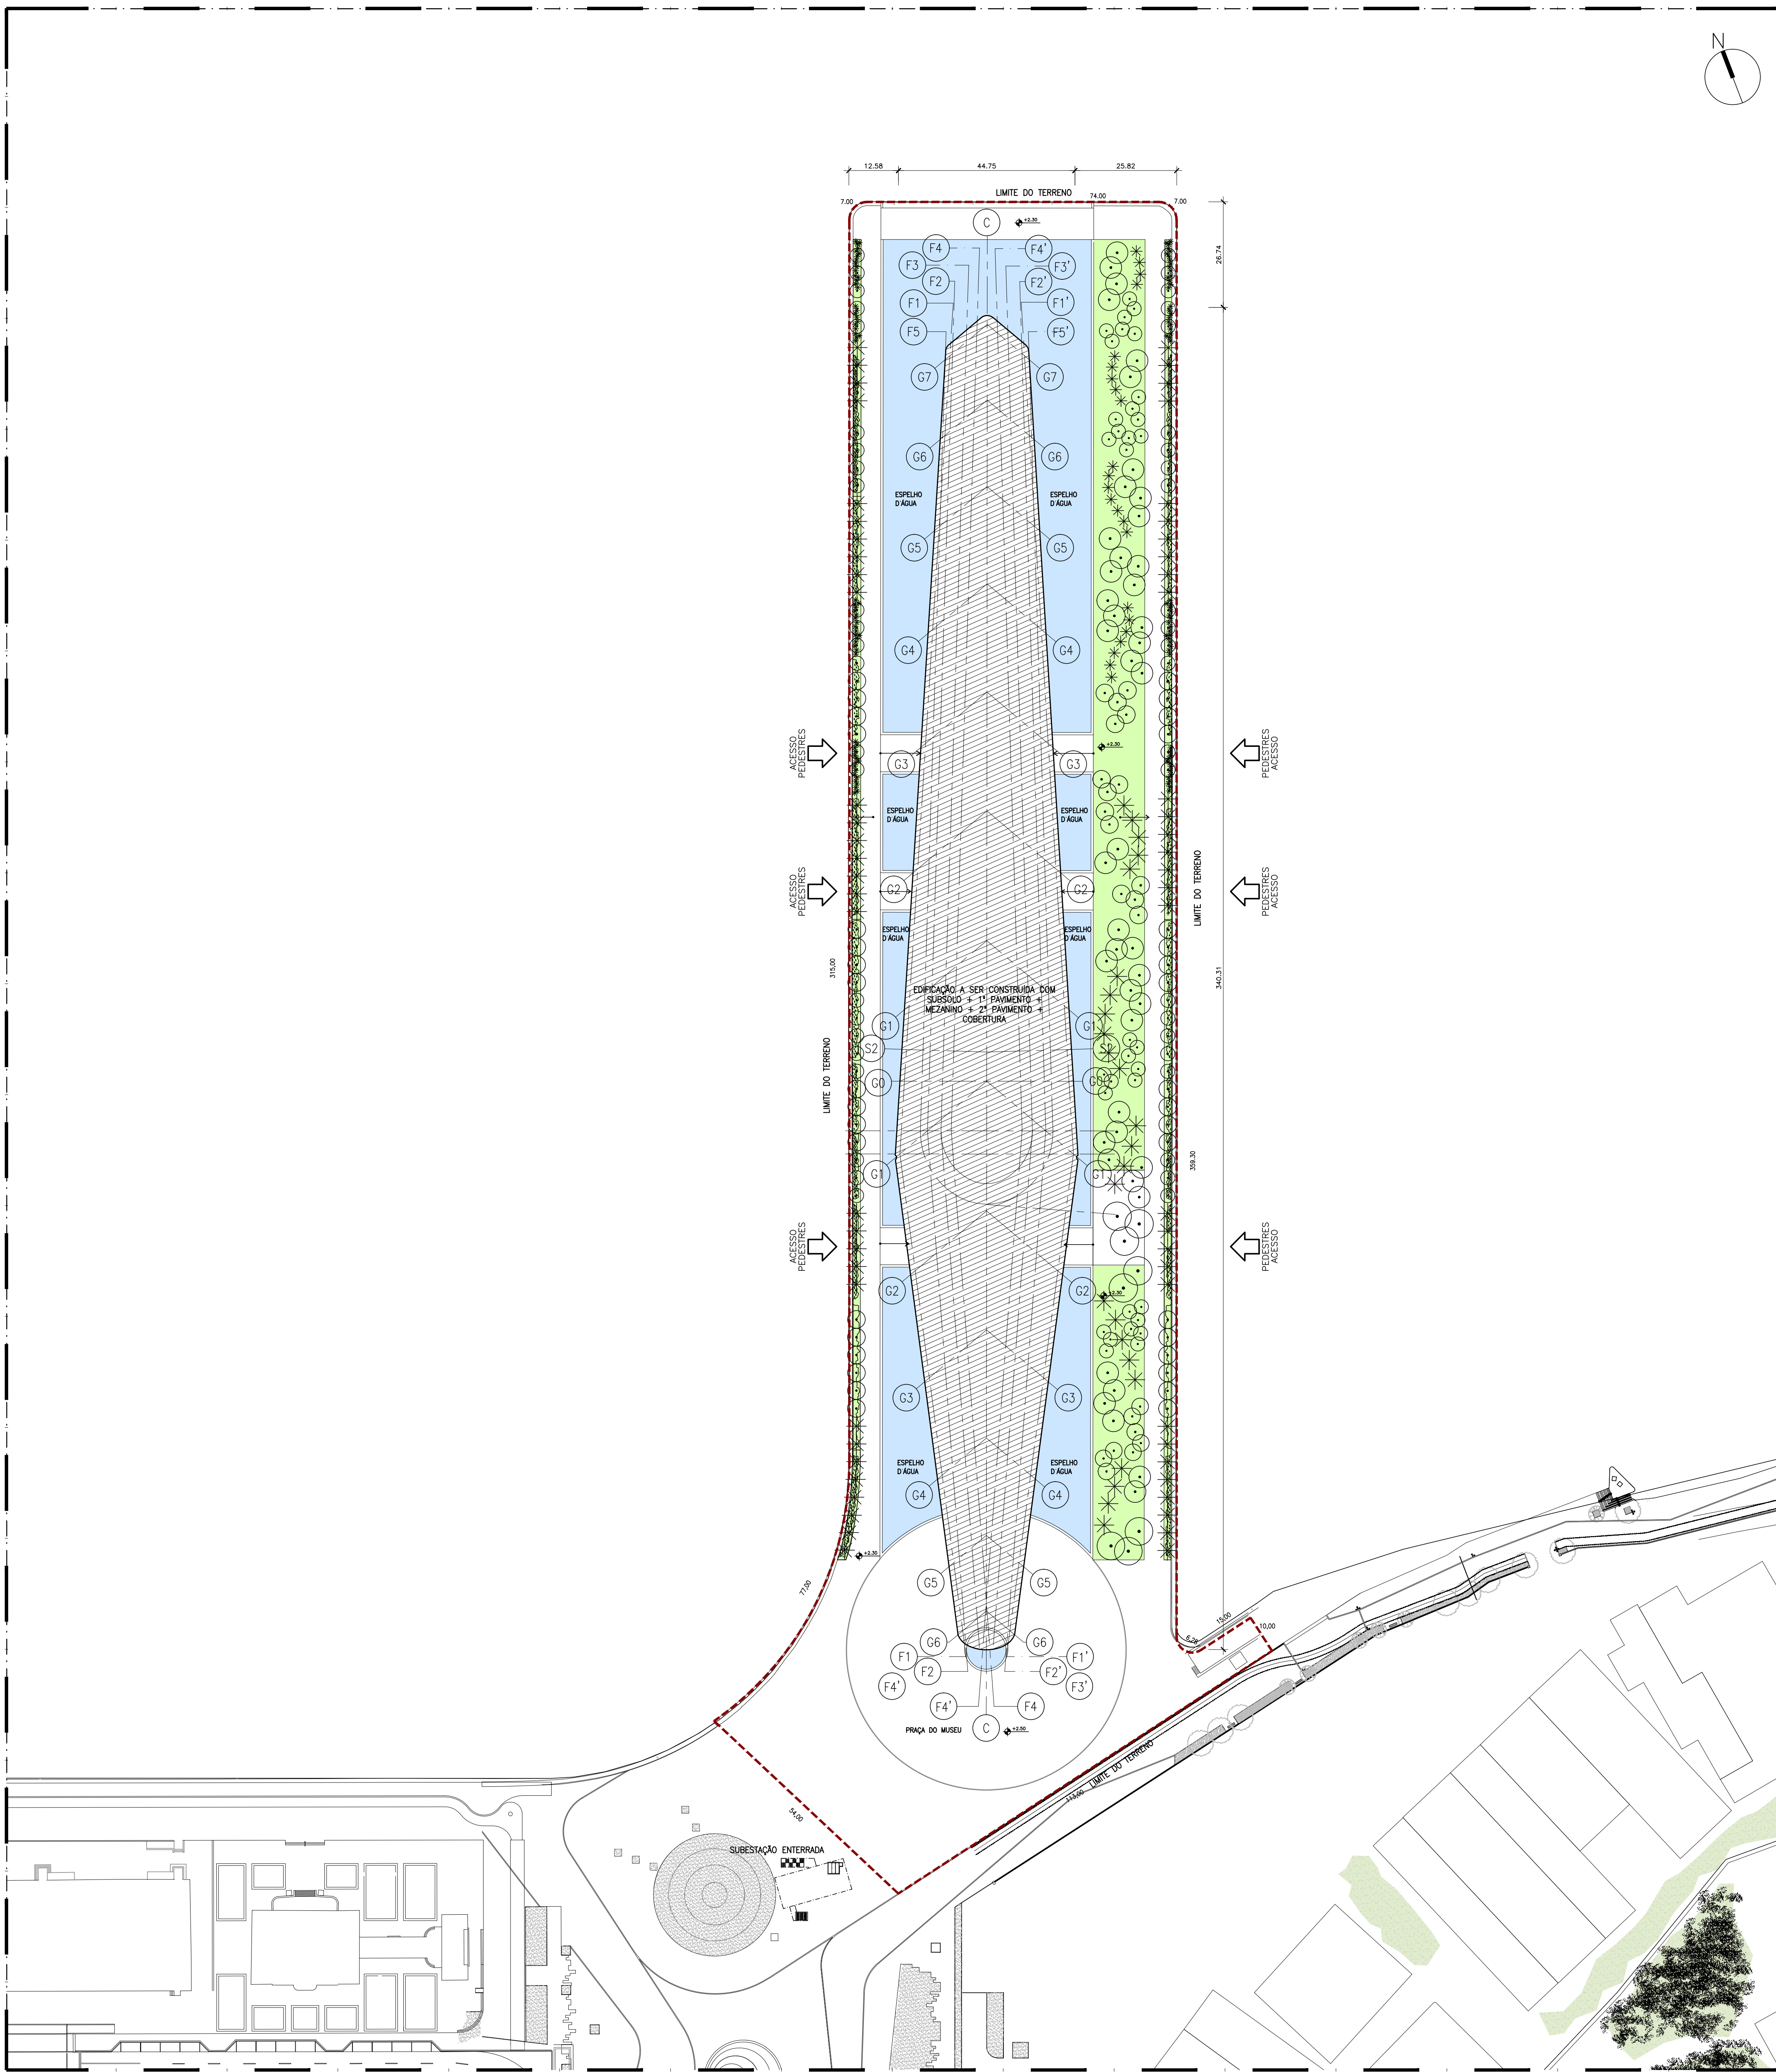 N
12.58
44.75
25.82
LIMITE DO TERRENO
74.00
7.00
7.00
C
+2.30
26.74
F4
F4'
F3
F3'
F2
F2'
F1
F1'
F5
F5'
G7
G7
G6
G6
ESPELHO
D'ÁGUA
ESPELHO
D'ÁGUA
G5
G5
G4
G4
ACESSO
PEDESTRES
PEDESTRES
ACESSO
+2.30
G3
G3
ESPELHO
D'ÁGUA
ESPELHO
D'ÁGUA
ACESSO
PEDESTRES
PEDESTRES
ACESSO
G2
G2
LIMITE DO TERRENO
ESPELHO
D'ÁGUA
ESPELHO
D'ÁGUA
315,00
340.31
EDIFICAÇÃO A SER CONSTRUÍDA COM
SUBSOLO + 1º PAVIMENTO +
MEZANINO + 2º PAVIMENTO +
COBERTURA
G1
G1
S2
S2
LIMITE DO TERRENO
G0
G0
359.30
G1
G1
ACESSO
PEDESTRES
PEDESTRES
ACESSO
G2
G2
+2.30
G3
G3
ESPELHO
D'ÁGUA
ESPELHO
D'ÁGUA
G4
G4
+2.30
77,00
G5
G5
15,00
10,00
6,28
G6
G6
F1
F1'
F2
F2'
F4'
F3'
F4'
F4
PRAÇA DO MUSEU
C
+2.50
LIMITE DO TERRENO
113,00
54,00
SUBESTAÇÃO ENTERRADA